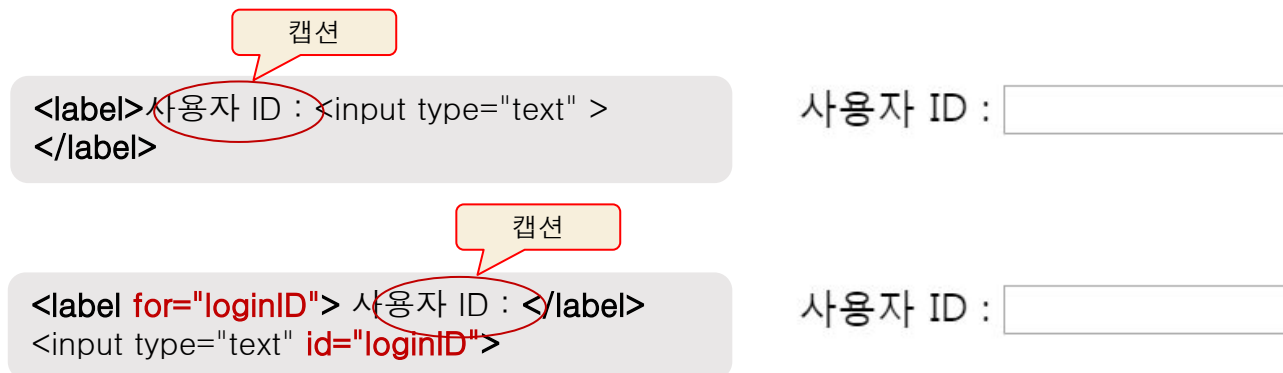 캡션
<label>사용자 ID : <input type="text" >
</label>
사용자 ID :
캡션
<label for="loginID"> 사용자 ID : </label>
<input type="text" id="loginID">
사용자 ID :